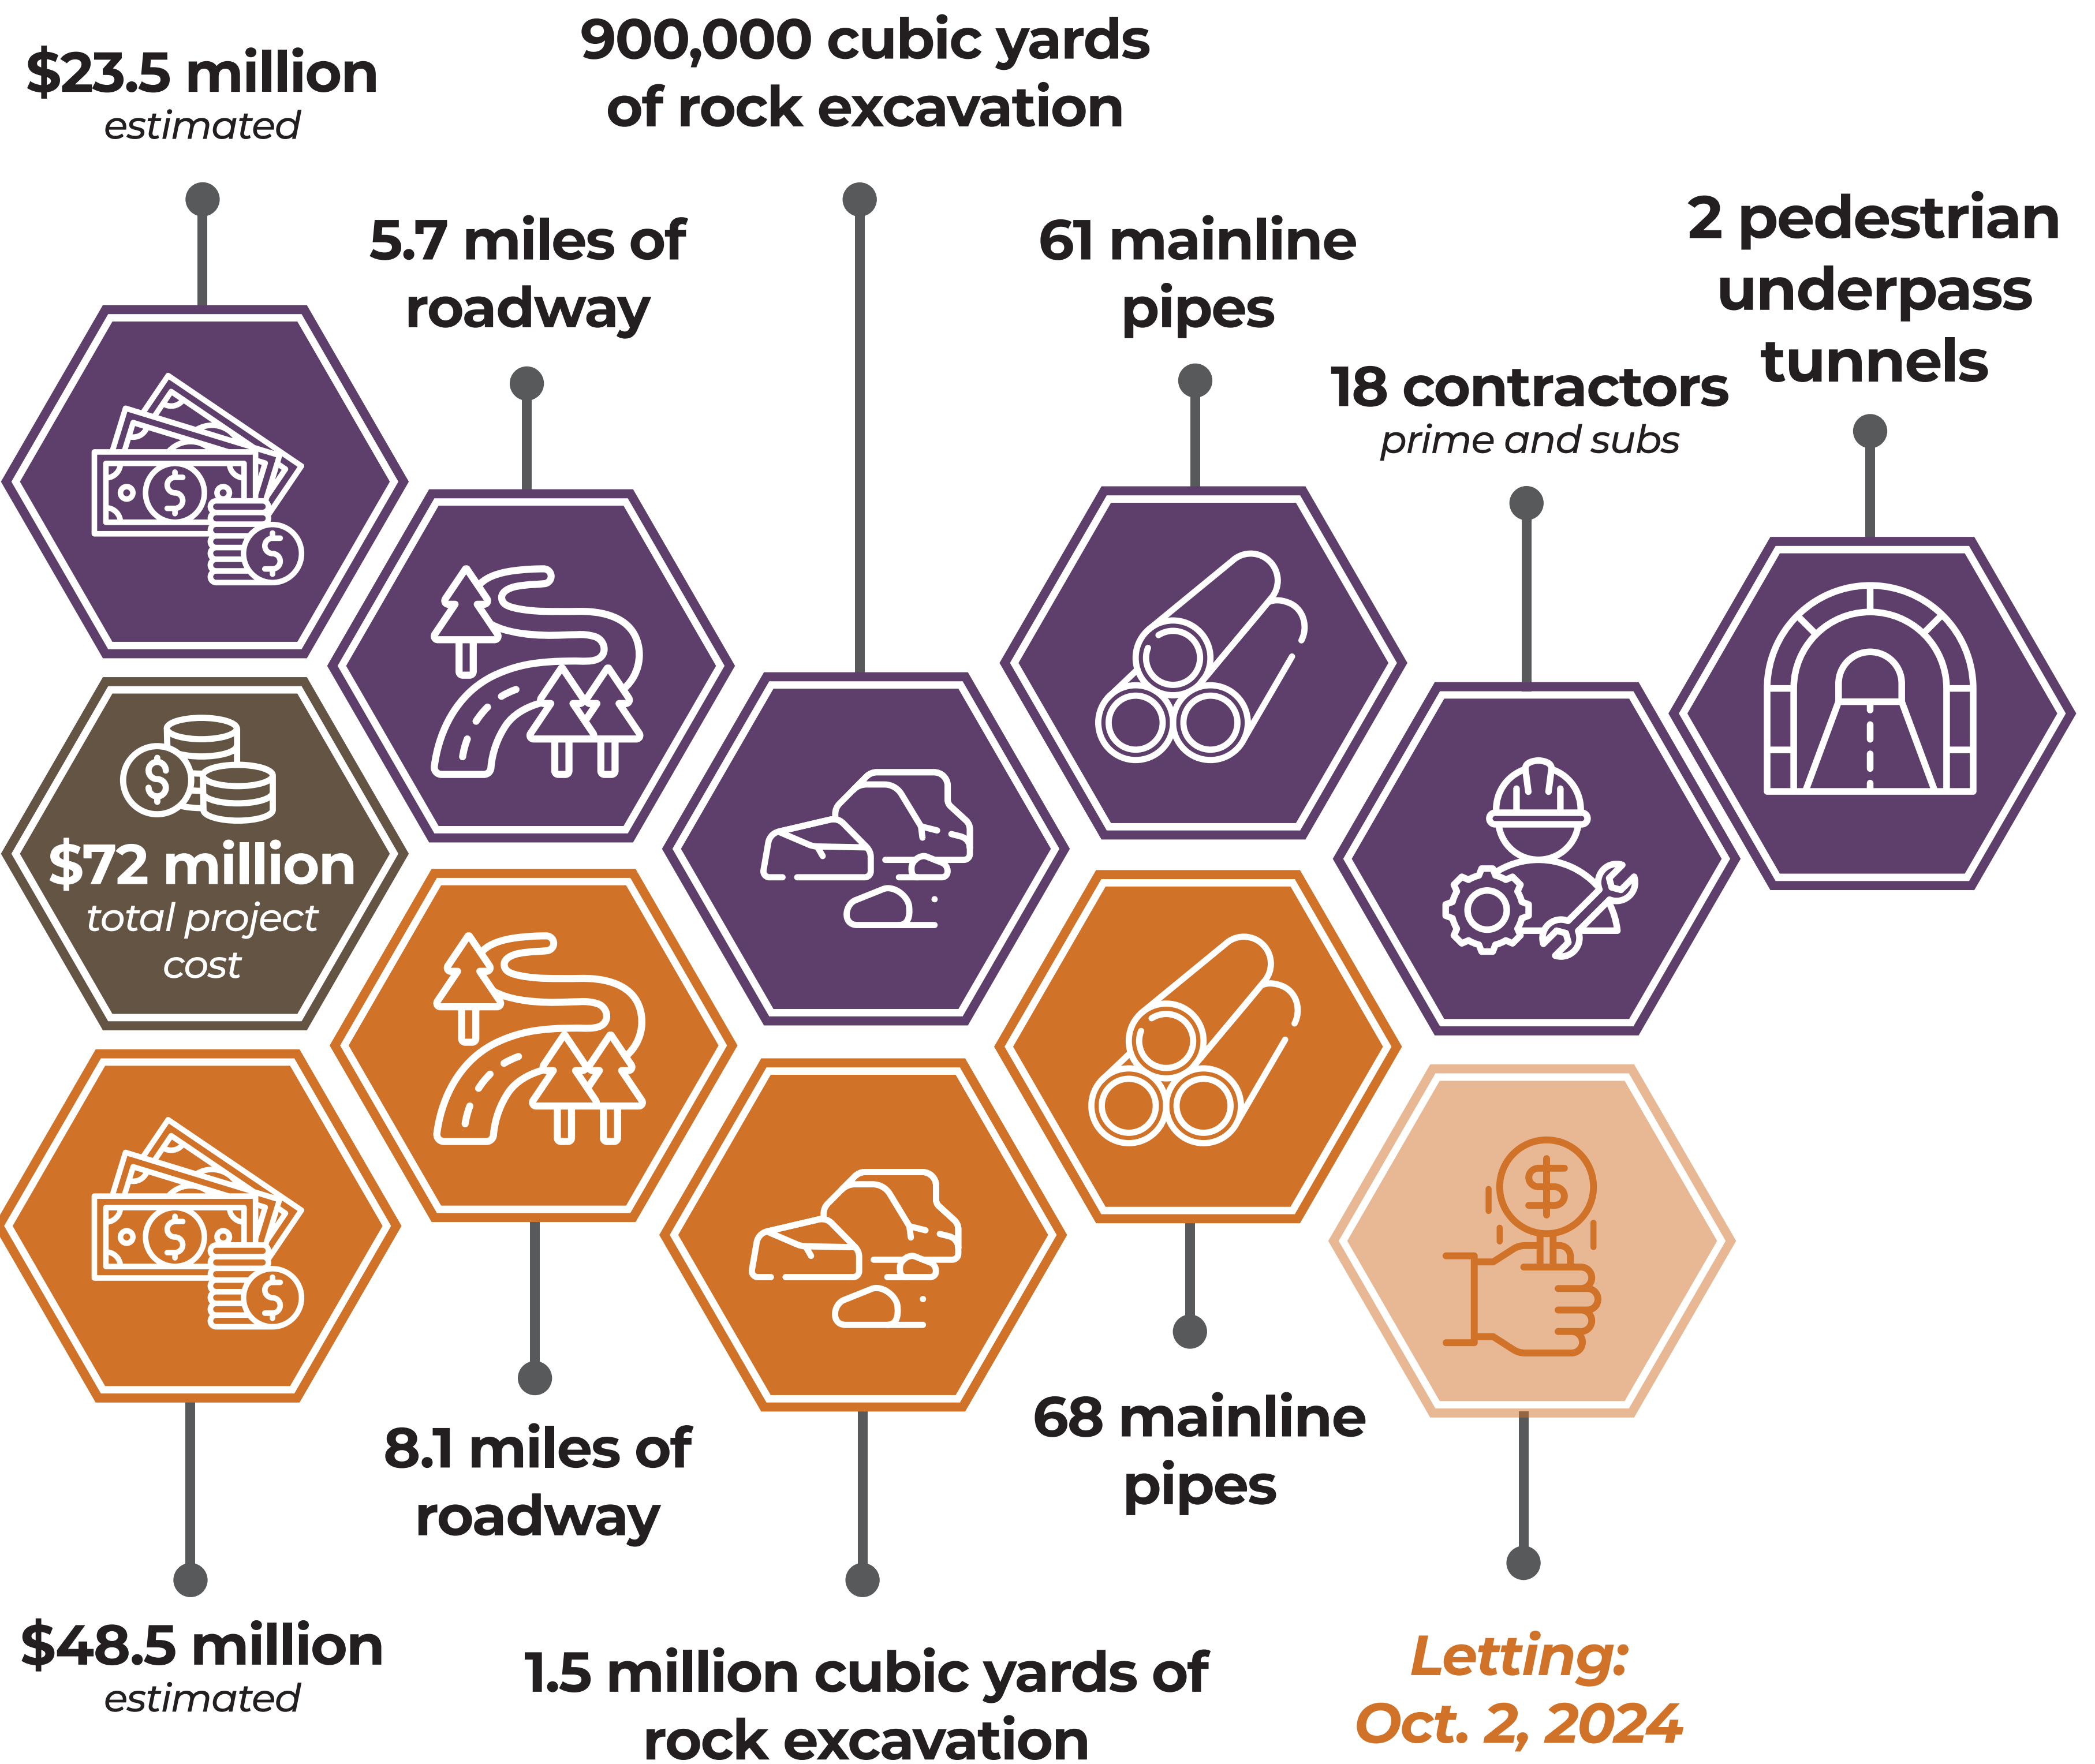 $23.5 million
estimated
900,000 cubic yards
of rock excavation
5.7 miles of
roadway
61 mainline
pipes
18 contractors
prime and subs
2 pedestrian
underpass
tunnels
$72 million
total project
cost
$48.5 million
estimated
8.1 miles of
roadway
1.5 million cubic yards of
rock excavation
68 mainline
pipes
Letting:
Oct. 2, 2024